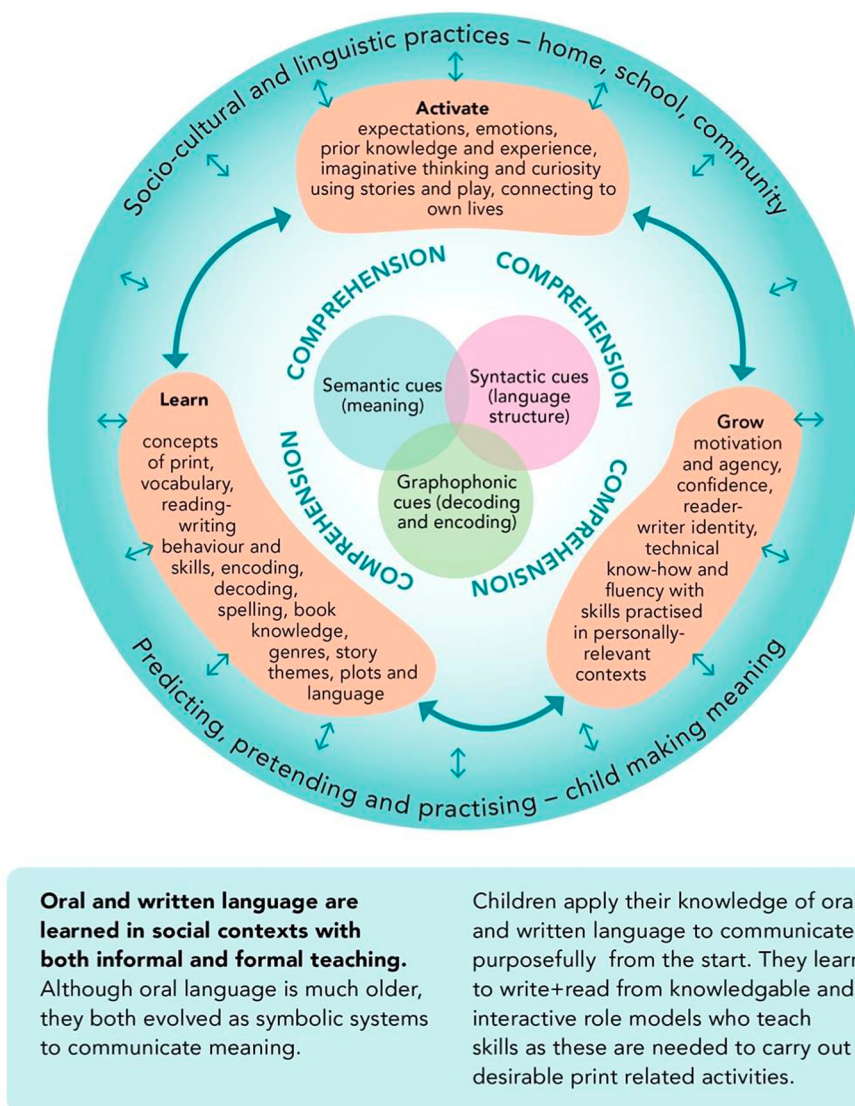 Socio-cultural and linguistic practices – home, school, community
Activate
expectations, emotions,
prior knowledge and experience,
imaginative thinking and curiosity
using stories and play, connecting to
own lives
COMPREHENSION
COMPREHENSION
Semantic cues
(meaning)
Syntactic cues
(language
structure)
Graphophonic
cues (decoding
and encoding)
COMPREHENSION
COMPREHENSION
Learn
concepts
of print,
vocabulary,
reading-
writing
behaviour and
skills, encoding,
decoding,
spelling, book
knowledge,
genres, story
themes, plots and
language
Grow
motivation
and agency,
confidence,
reader-
writer identity,
technical
know-how and
fluency with
skills practised
in personally-
relevant
contexts
Predicting, pretending and practising – child making meaning
Oral and written language are
learned in social contexts with
both informal and formal teaching.
Although oral language is much older,
they both evolved as symbolic systems
to communicate meaning.
Children apply their knowledge of ora
and written language to communicate
purposefully from the start. They learn
to write+read from knowledgable and
interactive role models who teach
skills as these are needed to carry out
desirable print related activities.